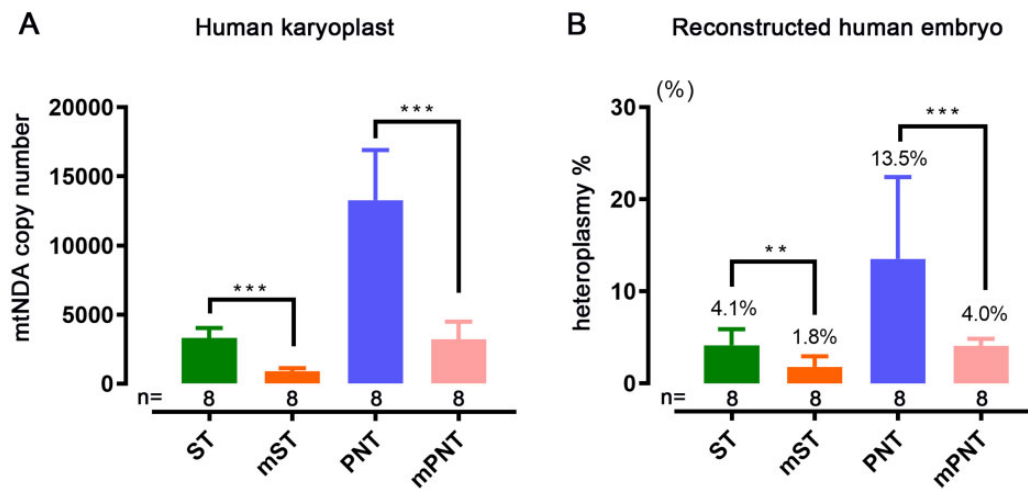 A Human karyoplast
mtNDA copy number
20000
15000
10000
5000
0
***
***
n= 8 8 8 8
ST mST PNT mPNT
B Reconstructed human embryo
(%)
heteroplasmy %
30
20
10
0
4.1%
**
1.8%
13.5%
***
4.0%
n= 8 8 8 8
ST mST PNT mPNT